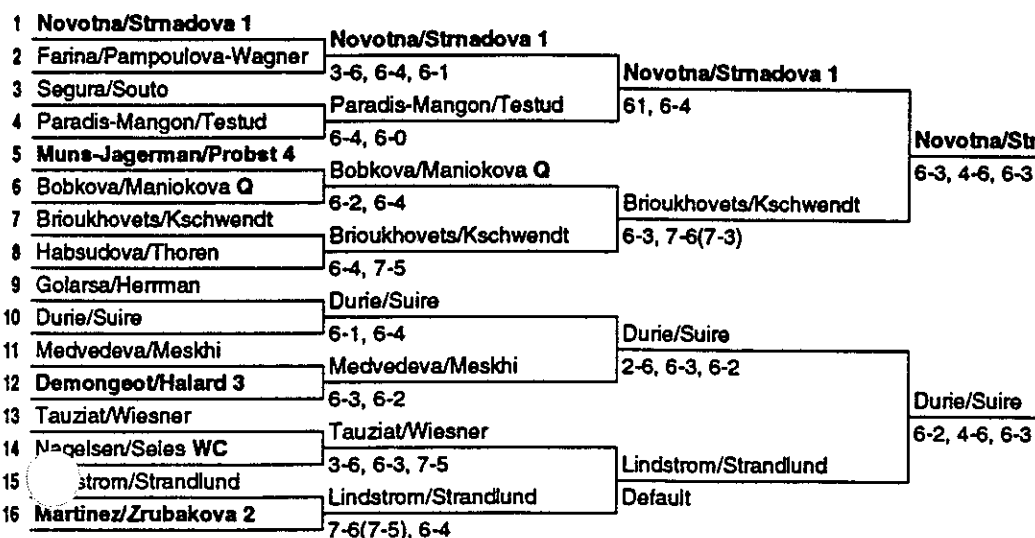 1 Novotna/Strnadova 1
2 Farina/Pampoulova-Wagner
3 Segura/Souto
4 Paradis-Mangon/Testud
5 Muns-Jagerman/Probst 4
6 Bobkova/Maniokova Q
7 Brioukhovets/Kschwendt
8 Habsudova/Thoren
9 Golarsa/Herrman
10 Durie/Suire
11 Medvedeva/Meskhi
12 Demongeot/Halard 3
13 Tauziat/Wiesner
14 Nagelsen/Seles WC
15 strom/Strandlund
16 Martinez/Zrubakova 2
Novotna/Strnadova 1
3-6, 6-4, 6-1
Paradis-Mangon/Testud
6-4, 6-0
Bobkova/Maniokova Q
6-2, 6-4
Brioukhovets/Kschwendt
6-4, 7-5
Durie/Suire
6-1, 6-4
Medvedeva/Meskhi
6-3, 6-2
Tauziat/Wiesner
3-6, 6-3, 7-5
Lindstrom/Strandlund
7-6(7-5), 6-4
Novotna/Strnadova 1
61, 6-4
Brioukhovets/Kschwendt
6-3, 7-6(7-3)
Durie/Suire
2-6, 6-3, 6-2
Lindstrom/Strandlund
Default
Novotna/Str
6-3, 4-6, 6-3
Durie/Suire
6-2, 4-6, 6-3